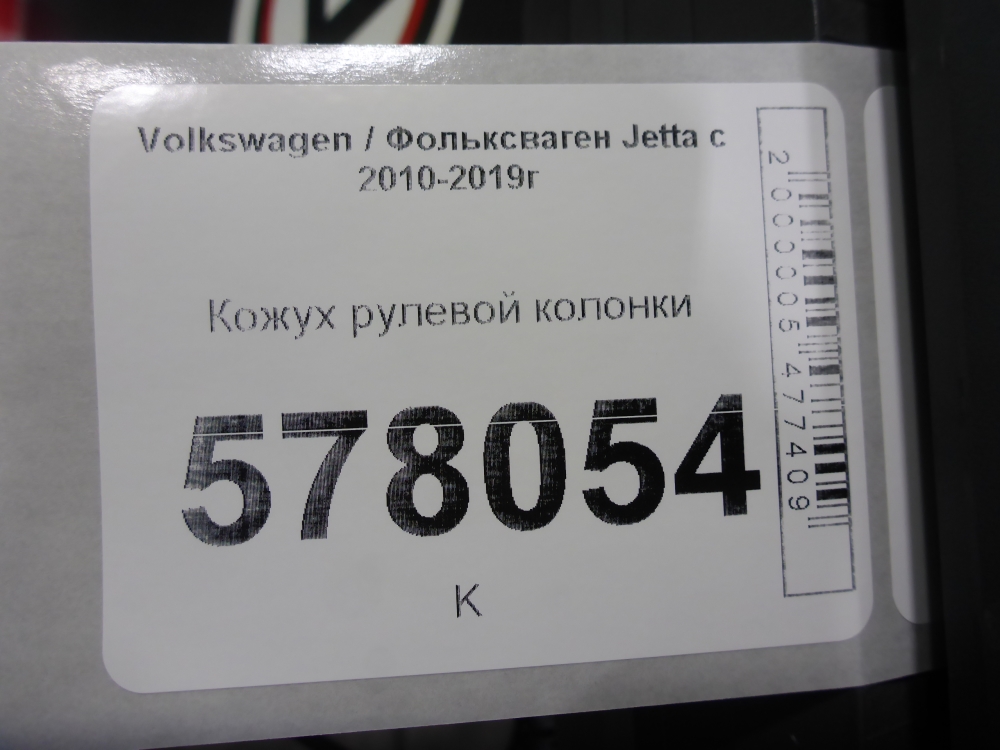 Volkswagen / Фольксваген Jetta с
2010-2019г
Кожух рулевой колонки
578054
К
2000005477409